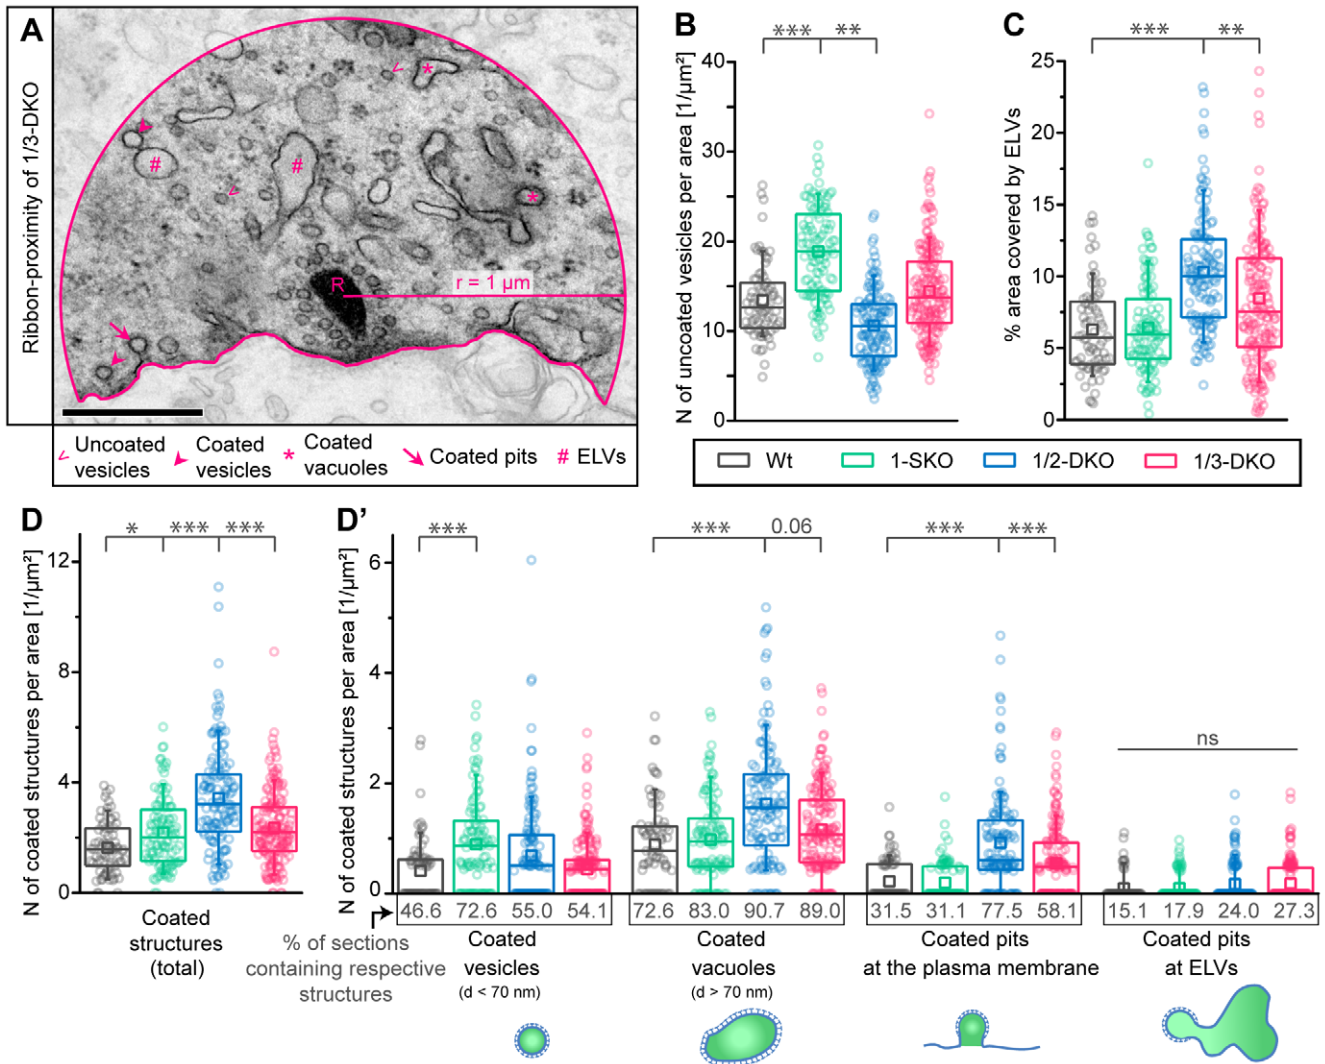 A
Ribbon-proximity of 1/3-DKO
#
#
*
*
R
r = 1 µm
Uncoated vesicles
Coated vesicles
* Coated vacuoles
Coated pits
# ELVs
B
*** **
N of uncoated vesicles per area [1/µm²]
40
30
20
10
0
C
*** **
% area covered by ELVs
25
20
15
10
5
0
Wt 1-SKO 1/2-DKO 1/3-DKO
D
* *** ***
N of coated structures per area [1/µm²]
12
8
4
0
Coated
structures
(total)
D’
*** *** 0.06 *** *** ns
N of coated structures per area [1/µm²]
6
4
2
0
46.6 72.6 55.0 54.1 72.6 83.0 90.7 89.0 31.5 31.1 77.5 58.1 15.1 17.9 24.0 27.3
% of sections
containing respective
structures
Coated
vesicles
(d < 70 nm)
Coated
vacuoles
(d > 70 nm)
Coated pits
at the plasma membrane
Coated pits
at ELVs